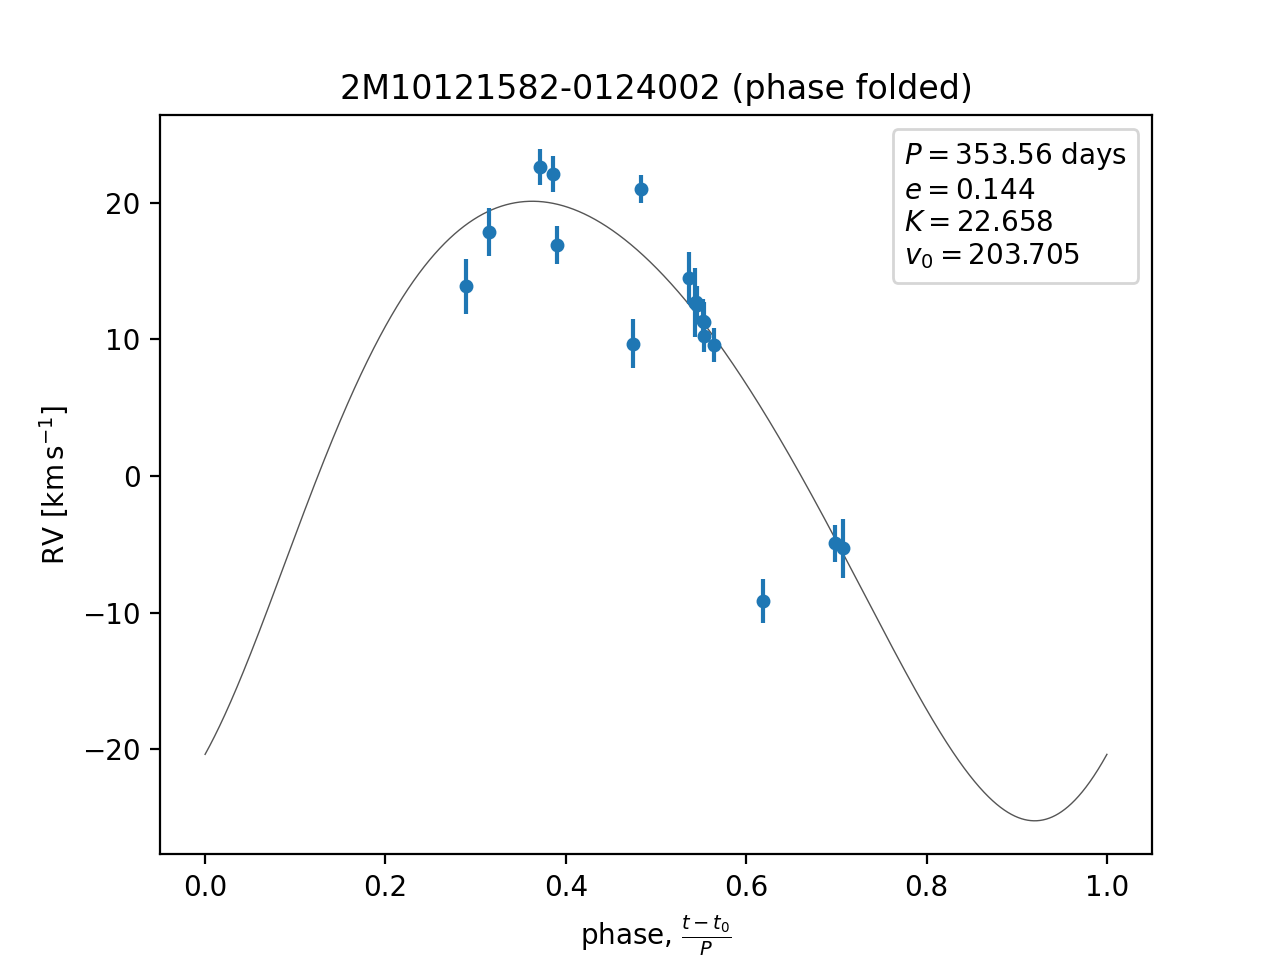 2M10121582-0124002 (phase folded)
P = 353.56 days
e = 0.144
K = 22.658
v₀ = 203.705
RV [km s⁻¹]
20
10
0
−10
−20
0.0 0.2 0.4 0.6 0.8 1.0
phase, (t − t₀)/P